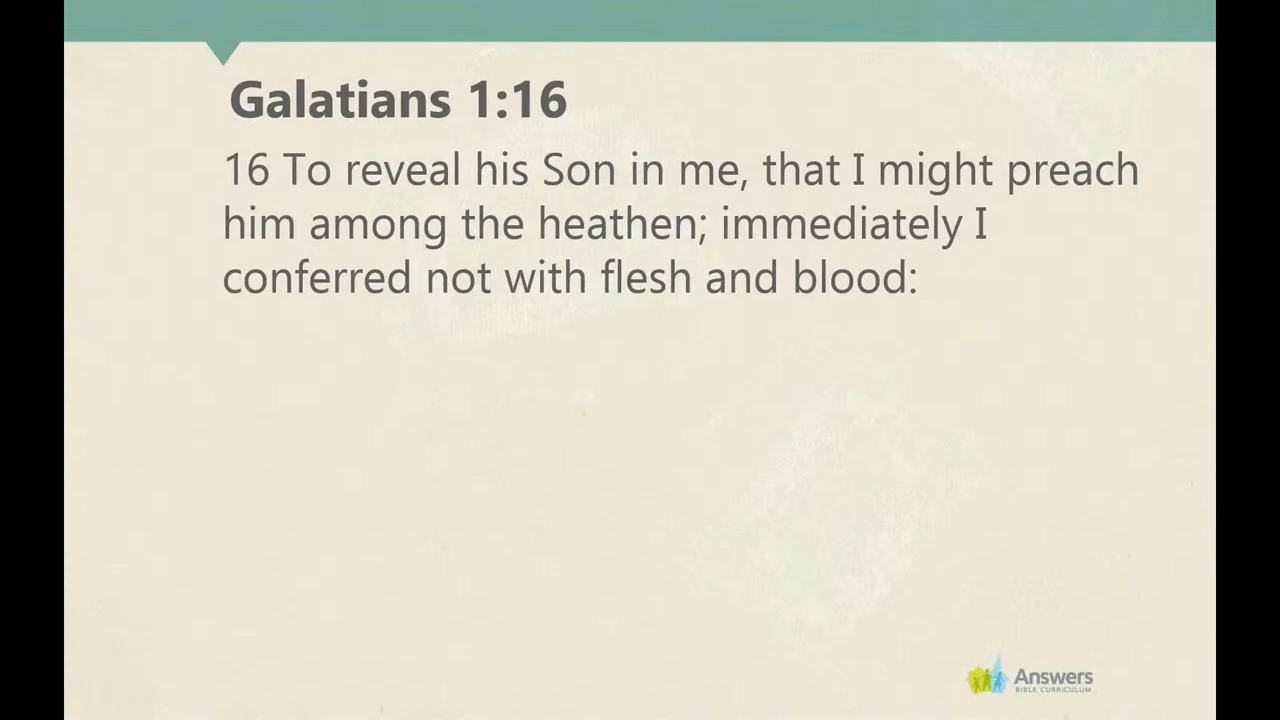 Galatians 1:16
16 To reveal his Son in me, that I might preach
him among the heathen; immediately I
conferred not with flesh and blood:
Answers
BIBLE CURRICULUM